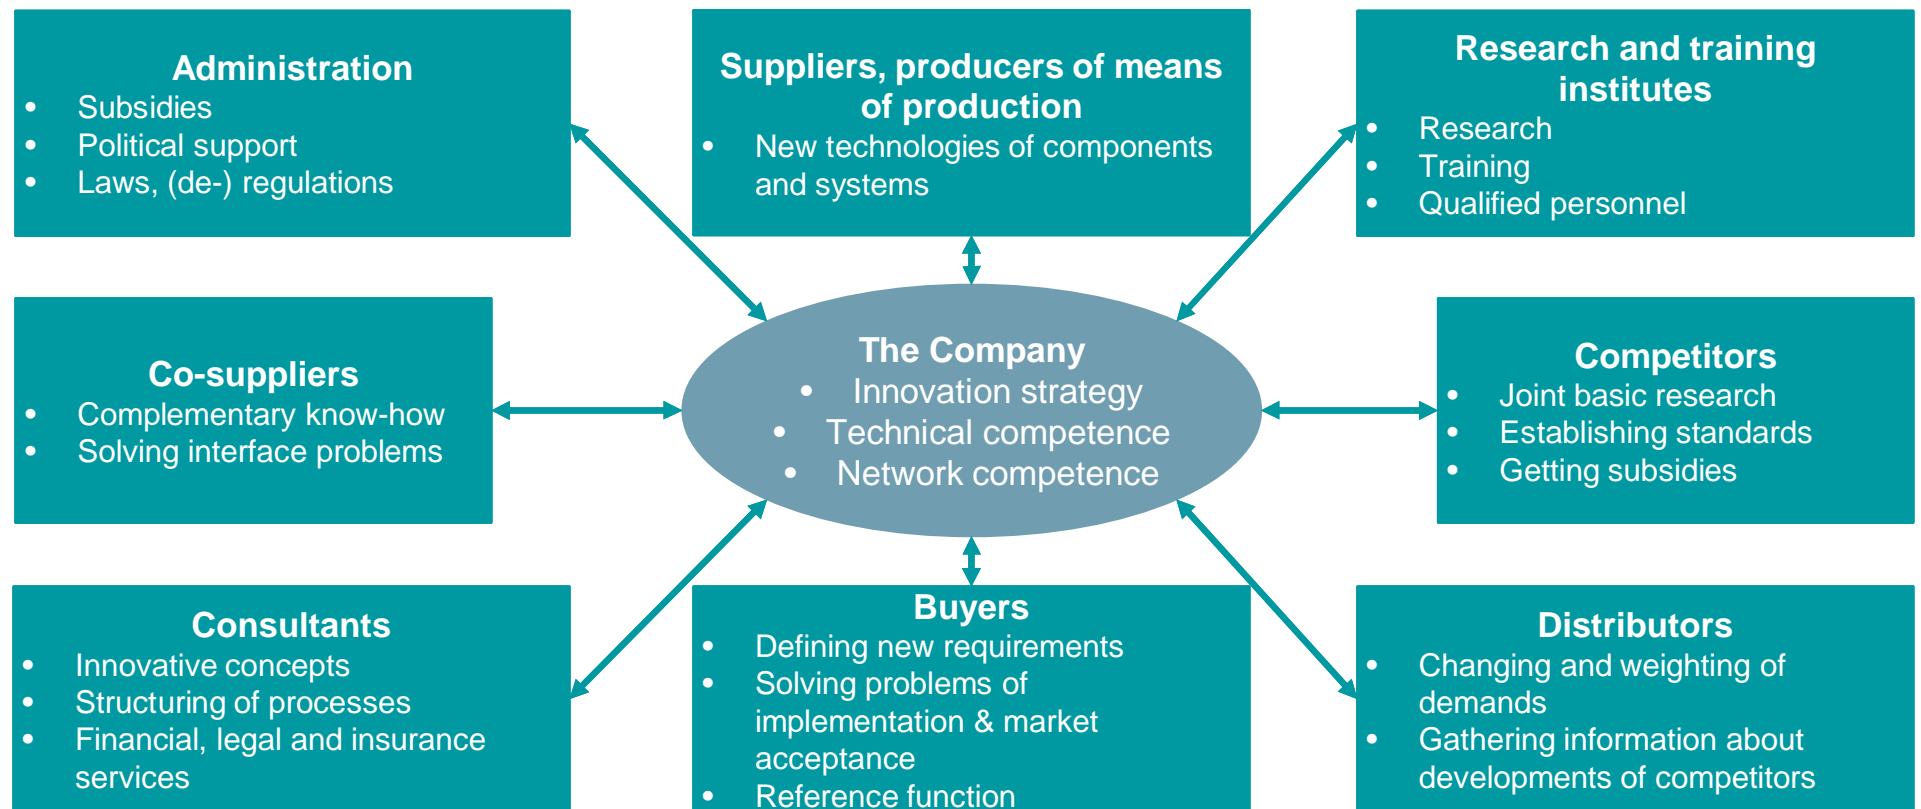 Administration
• Subsidies
• Political support
• Laws, (de-) regulations
Suppliers, producers of means
of production
• New technologies of components
and systems
Research and training
institutes
• Research
• Training
• Qualified personnel
Co-suppliers
• Complementary know-how
• Solving interface problems
The Company
• Innovation strategy
• Technical competence
• Network competence
Competitors
• Joint basic research
• Establishing standards
• Getting subsidies
Consultants
• Innovative concepts
• Structuring of processes
• Financial, legal and insurance
services
Buyers
• Defining new requirements
• Solving problems of
implementation & market
acceptance
• Reference function
Distributors
• Changing and weighting of
demands
• Gathering information about
developments of competitors